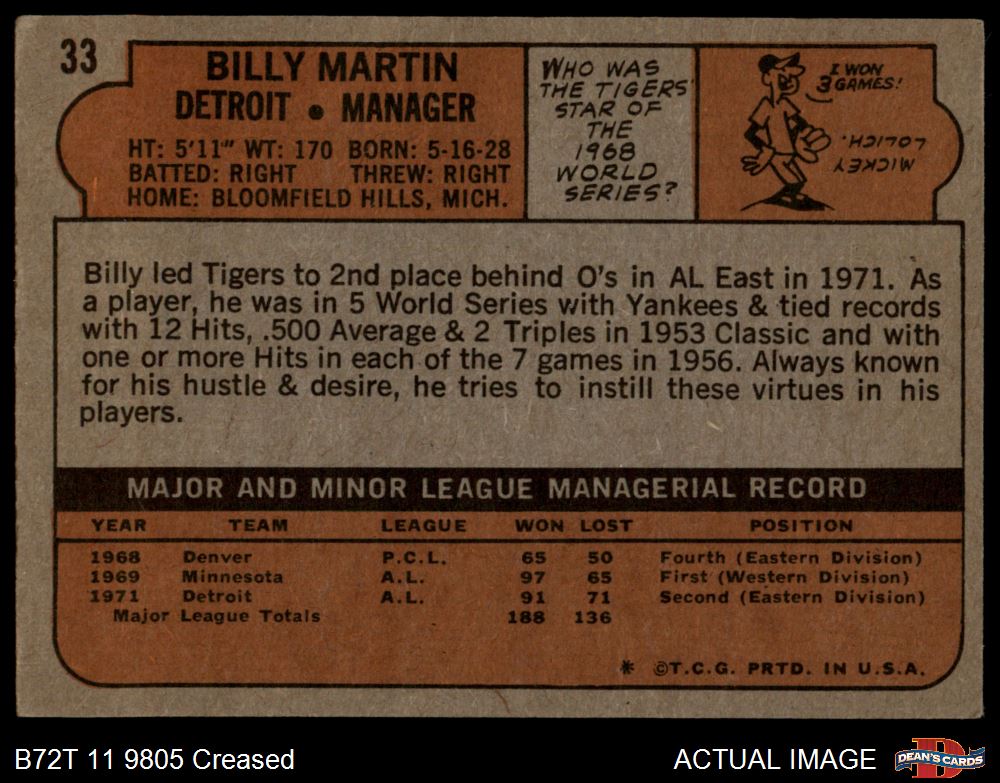 33
BILLY MARTIN
DETROIT • MANAGER
HT: 5'11" WT: 170 BORN: 5-16-28
BATTED: RIGHT THREW: RIGHT
HOME: BLOOMFIELD HILLS, MICH.
WHO WAS
THE TIGERS'
STAR OF
THE
1968
WORLD
SERIES?
I WON
3 GAMES!
MICKEY
LOLICH.
Billy led Tigers to 2nd place behind O's in AL East in 1971. As
a player, he was in 5 World Series with Yankees & tied records
with 12 Hits, .500 Average & 2 Triples in 1953 Classic and with
one or more Hits in each of the 7 games in 1956. Always known
for his hustle & desire, he tries to instill these virtues in his
players.
MAJOR AND MINOR LEAGUE MANAGERIAL RECORD
YEAR TEAM LEAGUE WON LOST POSITION
1968 Denver P.C.L. 65 50 Fourth (Eastern Division)
1969 Minnesota A.L. 97 65 First (Western Division)
1971 Detroit A.L. 91 71 Second (Eastern Division)
Major League Totals 188 136
* ©T.C.G. PRTD. IN U.S.A.
B72T 11 9805 Creased
ACTUAL IMAGE
D
DEAN'S CARDS